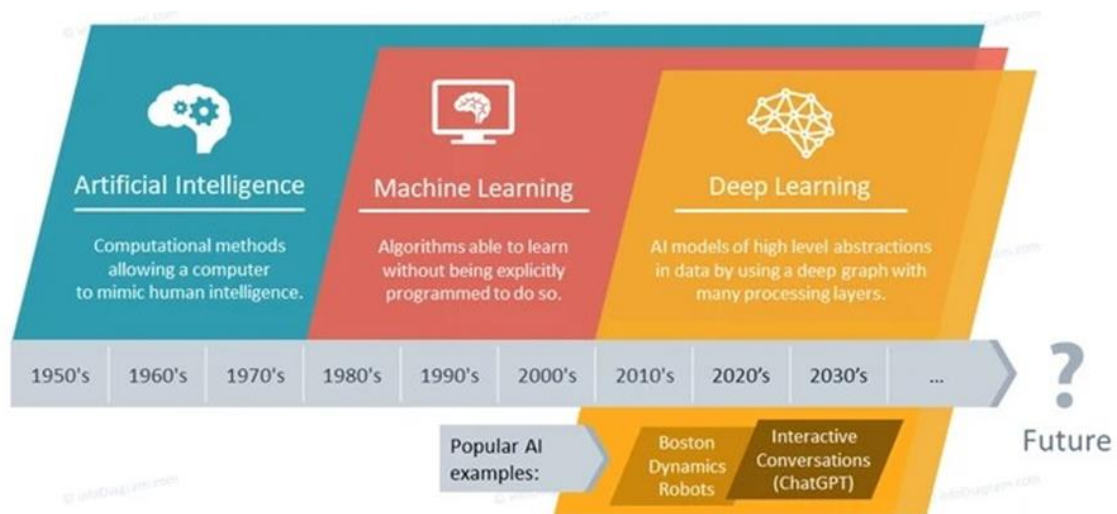 Artificial Intelligence
Computational methods
allowing a computer
to mimic human intelligence.
Machine Learning
Algorithms able to learn
without being explicitly
programmed to do so.
Deep Learning
AI models of high level abstractions
in data by using a deep graph with
many processing layers.
1950's 1960's 1970's 1980's 1990's 2000's 2010's 2020's 2030's ...
?
Future
Popular AI
examples:
Boston
Dynamics
Robots
Interactive
Conversations
(ChatGPT)
© infoDiagram.com